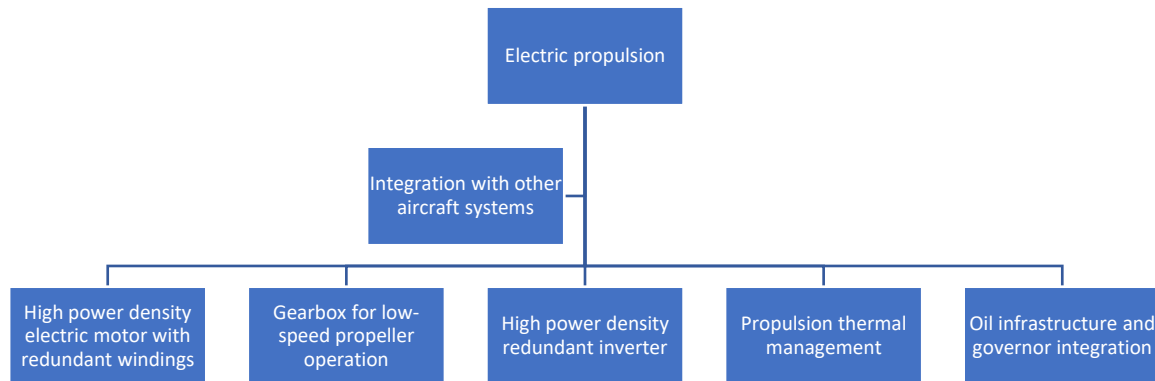 Electric propulsion
Integration with other
aircraft systems
High power density
electric motor with
redundant windings
Gearbox for low-
speed propeller
operation
High power density
redundant inverter
Propulsion thermal
management
Oil infrastructure and
governor integration